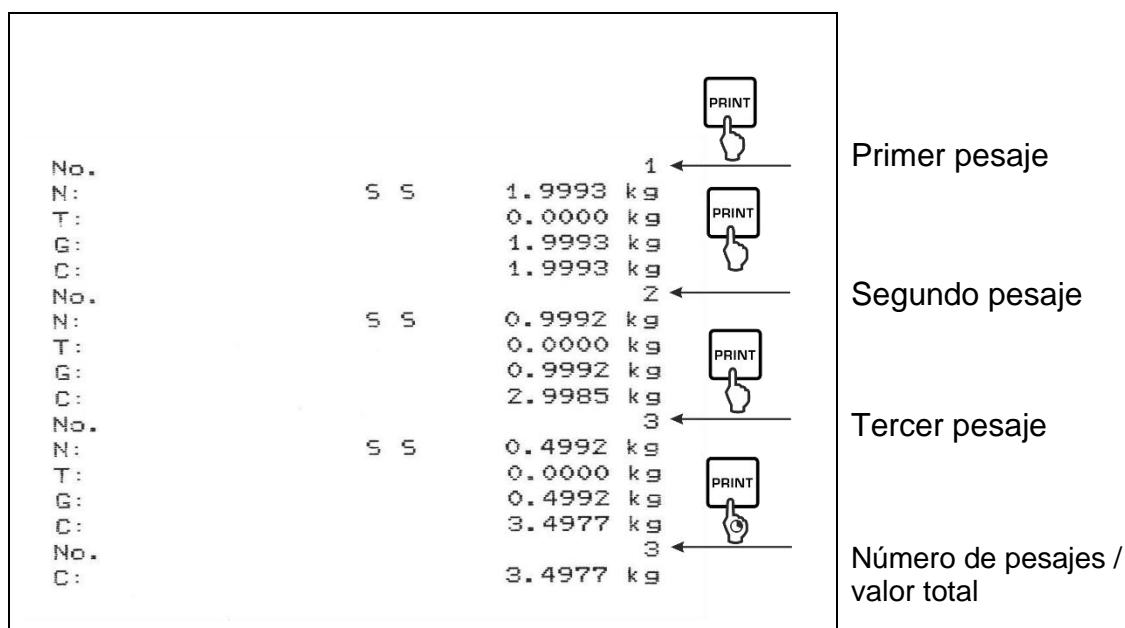 PRINT
No. 1
Primer pesaje
N: S S 1.9993 kg
PRINT
T: 0.0000 kg
G: 1.9993 kg
C: 1.9993 kg
No. 2
Segundo pesaje
N: S S 0.9992 kg
T: 0.0000 kg
PRINT
G: 0.9992 kg
C: 2.9985 kg
No. 3
Tercer pesaje
N: S S 0.4992 kg
T: 0.0000 kg
PRINT
G: 0.4992 kg
C: 3.4977 kg
No. 3
Número de pesajes /
valor total
C: 3.4977 kg